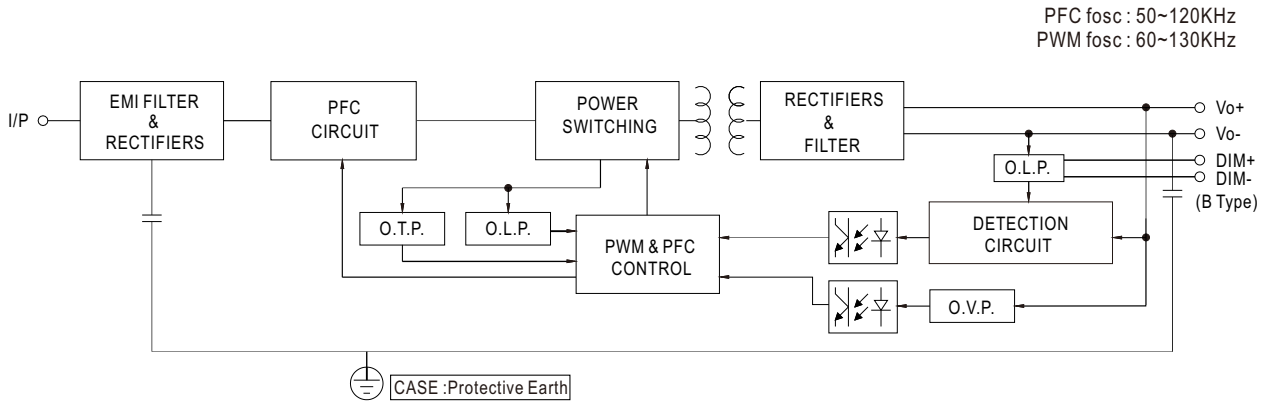 PFC fosc : 50~120KHz
PWM fosc : 60~130KHz
I/P
EMI FILTER
&
RECTIFIERS
PFC
CIRCUIT
POWER
SWITCHING
RECTIFIERS
&
FILTER
Vo+
Vo-
DIM+
DIM-
(B Type)
O.L.P.
O.T.P.
O.L.P.
PWM & PFC
CONTROL
DETECTION
CIRCUIT
O.V.P.
CASE :Protective Earth